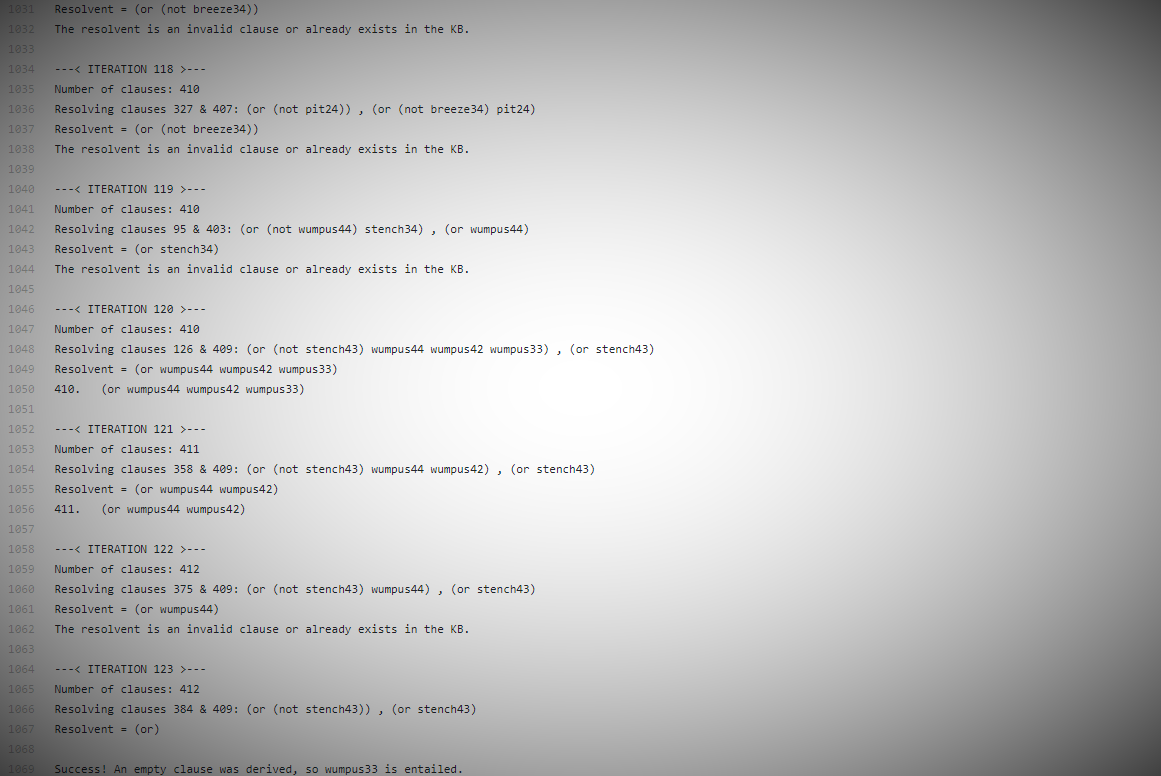 1031 Resolvent = (or (not breeze34))
1032 The resolvent is an invalid clause or already exists in the KB.
1033
1034 ---< ITERATION 118 >---
1035 Number of clauses: 410
1036 Resolving clauses 327 & 407: (or (not pit24)) , (or (not breeze34) pit24)
1037 Resolvent = (or (not breeze34))
1038 The resolvent is an invalid clause or already exists in the KB.
1039
1040 ---< ITERATION 119 >---
1041 Number of clauses: 410
1042 Resolving clauses 95 & 403: (or (not wumpus44) stench34) , (or wumpus44)
1043 Resolvent = (or stench34)
1044 The resolvent is an invalid clause or already exists in the KB.
1045
1046 ---< ITERATION 120 >---
1047 Number of clauses: 410
1048 Resolving clauses 126 & 409: (or (not stench43) wumpus44 wumpus42 wumpus33) , (or stench43)
1049 Resolvent = (or wumpus44 wumpus42 wumpus33)
1050 410.   (or wumpus44 wumpus42 wumpus33)
1051
1052 ---< ITERATION 121 >---
1053 Number of clauses: 411
1054 Resolving clauses 358 & 409: (or (not stench43) wumpus44 wumpus42) , (or stench43)
1055 Resolvent = (or wumpus44 wumpus42)
1056 411.   (or wumpus44 wumpus42)
1057
1058 ---< ITERATION 122 >---
1059 Number of clauses: 412
1060 Resolving clauses 375 & 409: (or (not stench43) wumpus44) , (or stench43)
1061 Resolvent = (or wumpus44)
1062 The resolvent is an invalid clause or already exists in the KB.
1063
1064 ---< ITERATION 123 >---
1065 Number of clauses: 412
1066 Resolving clauses 384 & 409: (or (not stench43)) , (or stench43)
1067 Resolvent = (or)
1068
1069 Success! An empty clause was derived, so wumpus33 is entailed.